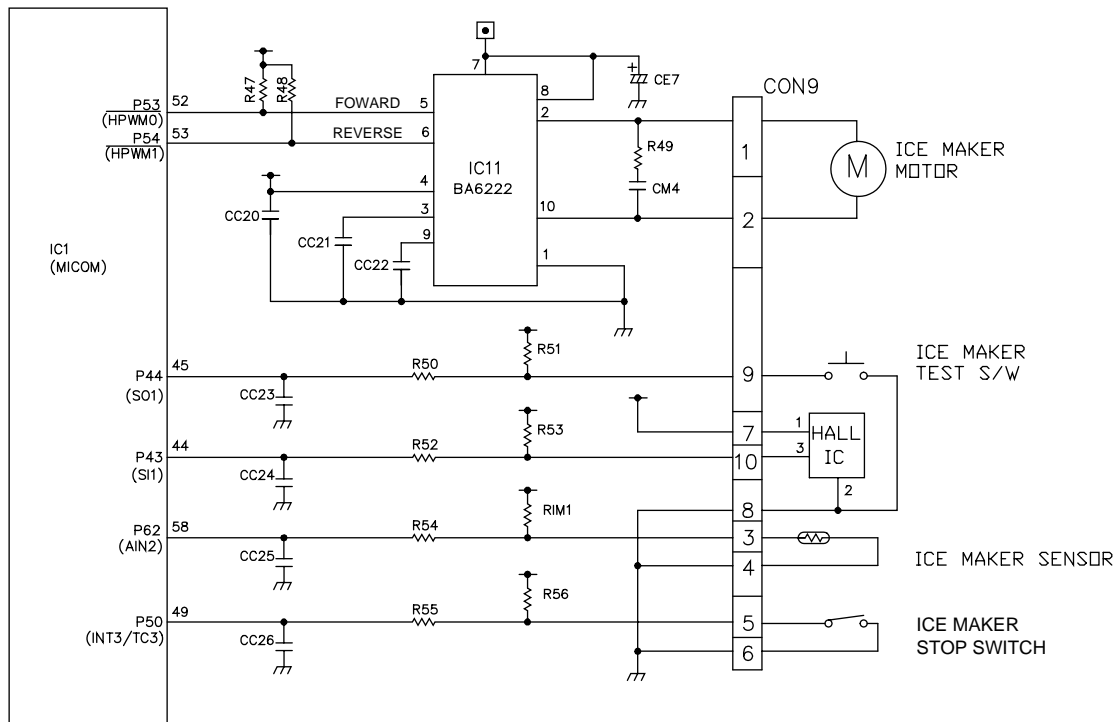 7
CE7
+
CON9
R47
R48
8
P53
52
FOWARD
5
2
(HPWM0)
P54
53
REVERSE
6
R49
(HPWM1)
IC11
BA6222
1
M
ICE MAKER
MOTOR
4
CM4
CC20
3
10
2
CC21
9
IC1
(MICOM)
CC22
1
R51
ICE MAKER
TEST S/W
P44
45
R50
9
(SO1)
CC23
R53
7
1
HALL
IC
P43
44
R52
10
3
(SI1)
CC24
2
RIM1
8
P62
58
R54
3
(AIN2)
CC25
4
ICE MAKER SENSOR
R56
P50
49
R55
5
ICE MAKER
STOP SWITCH
(INT3/TC3)
CC26
6